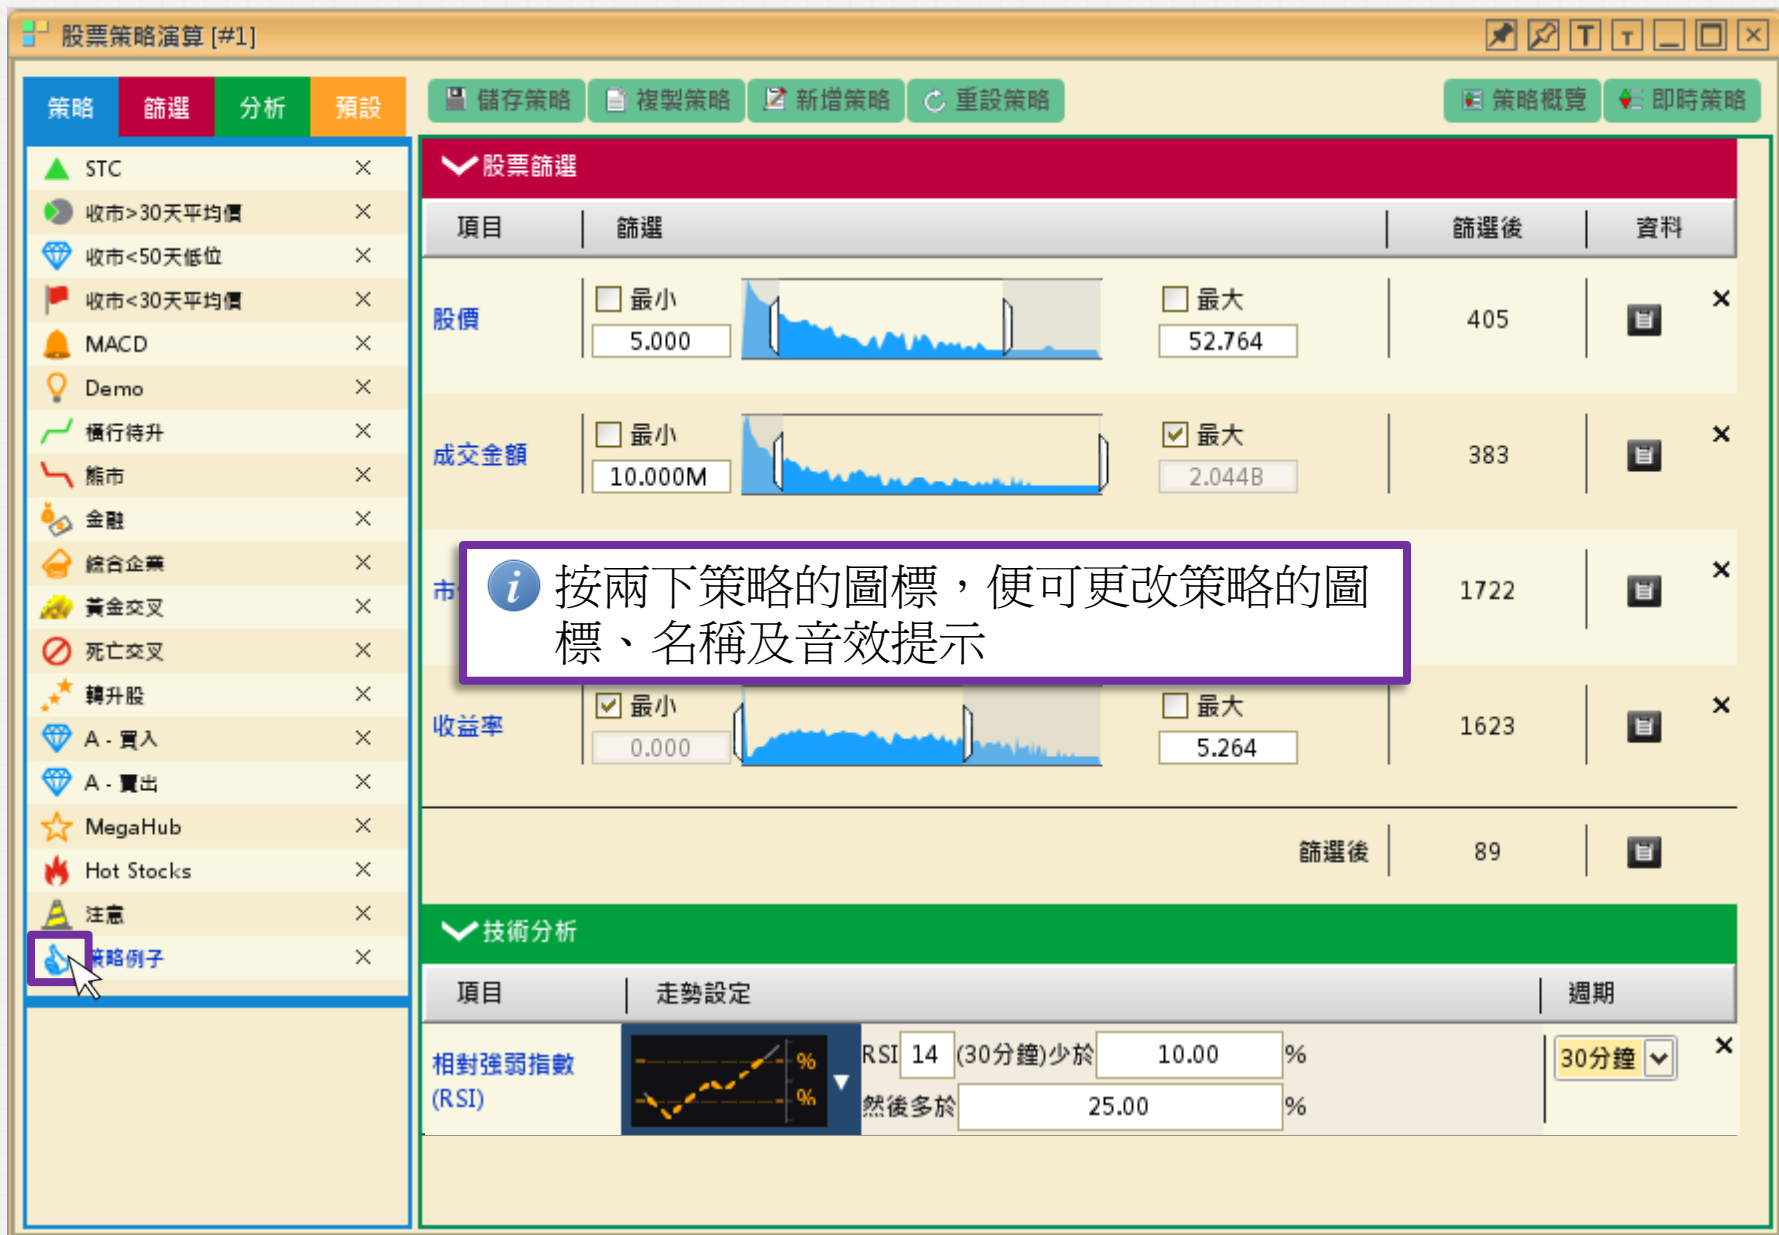 股票策略演算 [#1]
T T
策略 篩選 分析 預設
儲存策略 複製策略 新增策略 重設策略 策略概覽 即時策略
STC
收市>30天平均價
收市<50天低位
收市<30天平均價
MACD
Demo
橫行待升
熊市
金融
綜合企業
黃金交叉
死亡交叉
轉升股
A - 買入
A - 賣出
MegaHub
Hot Stocks
注意
策略例子
股票篩選
項目 篩選 篩選後 資料
股價 最小 5.000 最大 52.764 405
成交金額 最小 10.000M 最大 2.044B 383
市 1722
i 按兩下策略的圖標，便可更改策略的圖
標、名稱及音效提示
收益率 最小 0.000 最大 5.264 1623
篩選後 89
技術分析
項目 走勢設定 週期
相對強弱指數
(RSI)
%
%
RSI 14 (30分鐘)少於 10.00 %
然後多於 25.00 %
30分鐘